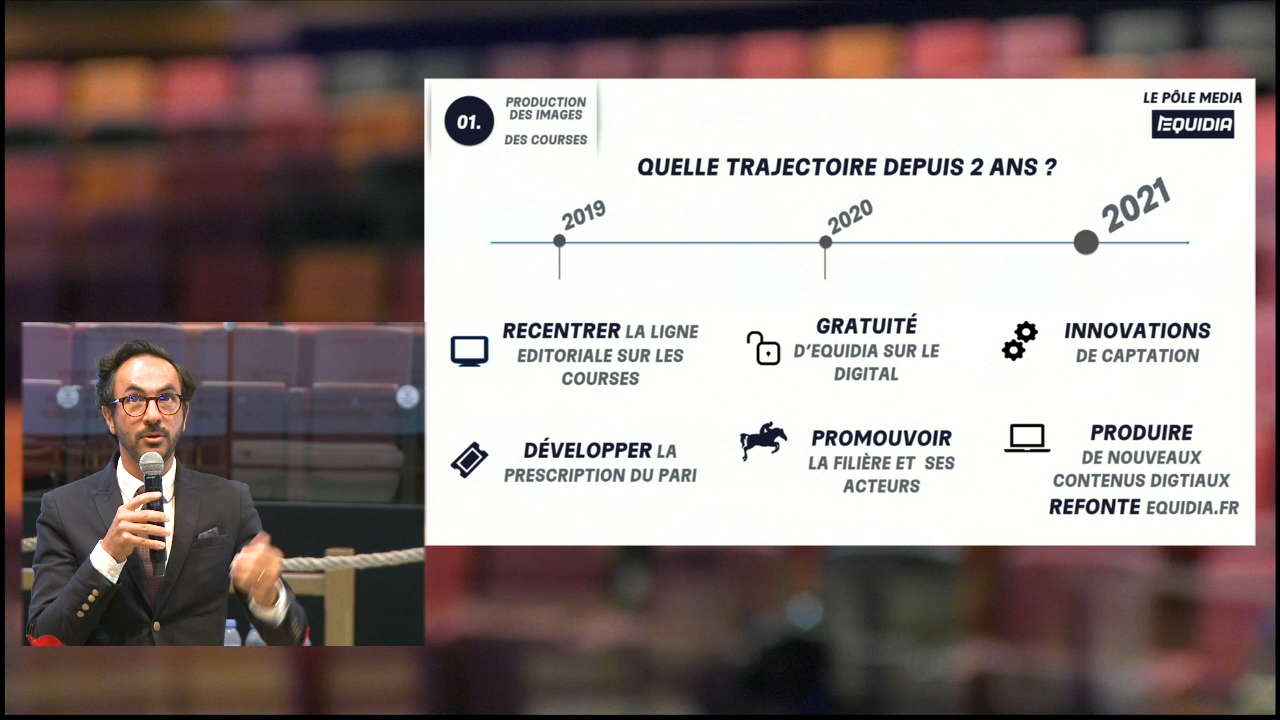 01.
PRODUCTION
DES IMAGES
DES COURSES
LE PÔLE MEDIA
EQUIDIA
QUELLE TRAJECTOIRE DEPUIS 2 ANS ?
2019
2020
2021
RECENTRER LA LIGNE
EDITORIALE SUR LES
COURSES
GRATUITÉ
D'EQUIDIA SUR LE
DIGITAL
INNOVATIONS
DE CAPTATION
DÉVELOPPER LA
PRESCRIPTION DU PARI
PROMOUVOIR
LA FILIÈRE ET SES
ACTEURS
PRODUIRE
DE NOUVEAUX
CONTENUS DIGTIAUX
REFONTE EQUIDIA.FR